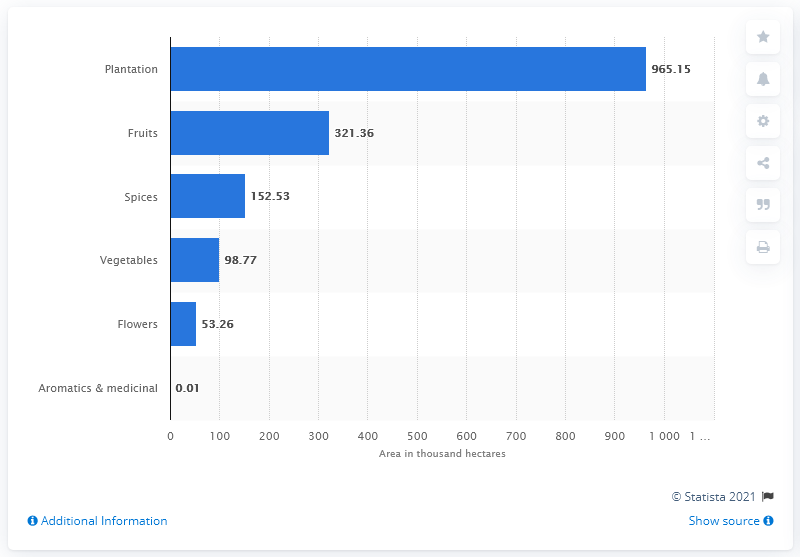 Plantation 965.15
Fruits 321.36
Spices 152.53
Vegetables 98.77
Flowers 53.26
Aromatics & medicinal 0.01
0 100 200 300 400 500 600 700 800 900 1 000 1 ...
Area in thousand hectares
© Statista 2021
Additional Information Show source